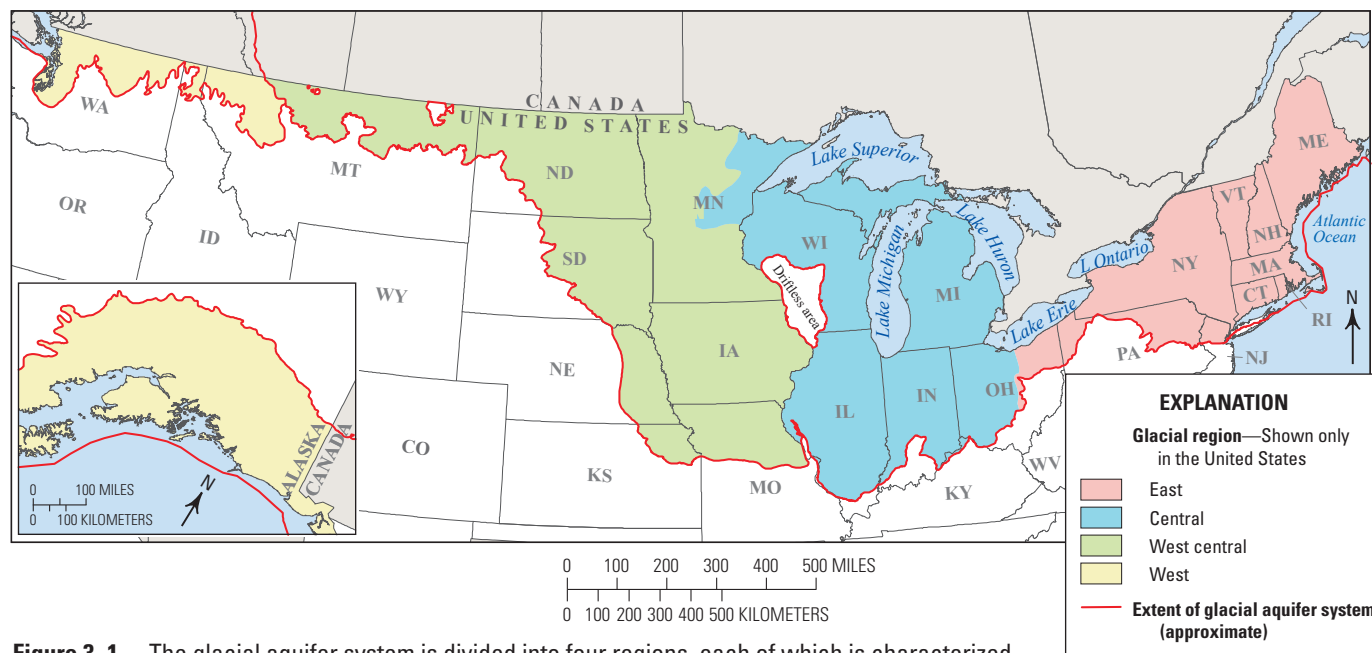 CANADA
UNITED STATES
WA
OR
ID
MT
WY
ND
SD
NE
CO
KS
MN
IA
MO
WI
Driftless area
IL
MI
IN
OH
KY
WV
PA
NY
NJ
VT
NH
ME
MA
CT
RI
Lake Superior
Lake Michigan
Lake Huron
Lake Erie
L Ontario
Atlantic
Ocean
N
ALASKA
CANADA
N
0 100 MILES
0 100 KILOMETERS
0 100 200 300 400 500 MILES
0 100 200 300 400 500 KILOMETERS
EXPLANATION
Glacial region—Shown only
in the United States
East
Central
West central
West
Extent of glacial aquifer system
(approximate)
Figure 3–1. The glacial aquifer system is divided into four regions, each of which is characterized